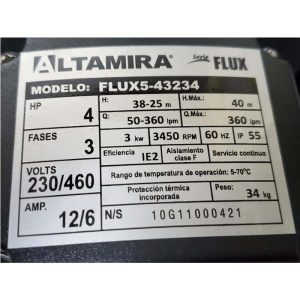 ALTAMIRA Serie FLUX
MODELO: FLUX5-43234
HP 4
H: 38-25 m
H.Máx.: 40 m
Q: 50-360 lpm
Q.Máx.: 360 lpm
FASES 3
3 kw 3450 RPM 60 HZ IP 55
Eficiencia IE2
Aislamiento clase F
Servicio continuo
VOLTS 230/460
Rango de temperatura de operación: 5-70°C
Protección térmica incorporada
Peso: 34 kg
AMP. 12/6
N/S 10G11000421